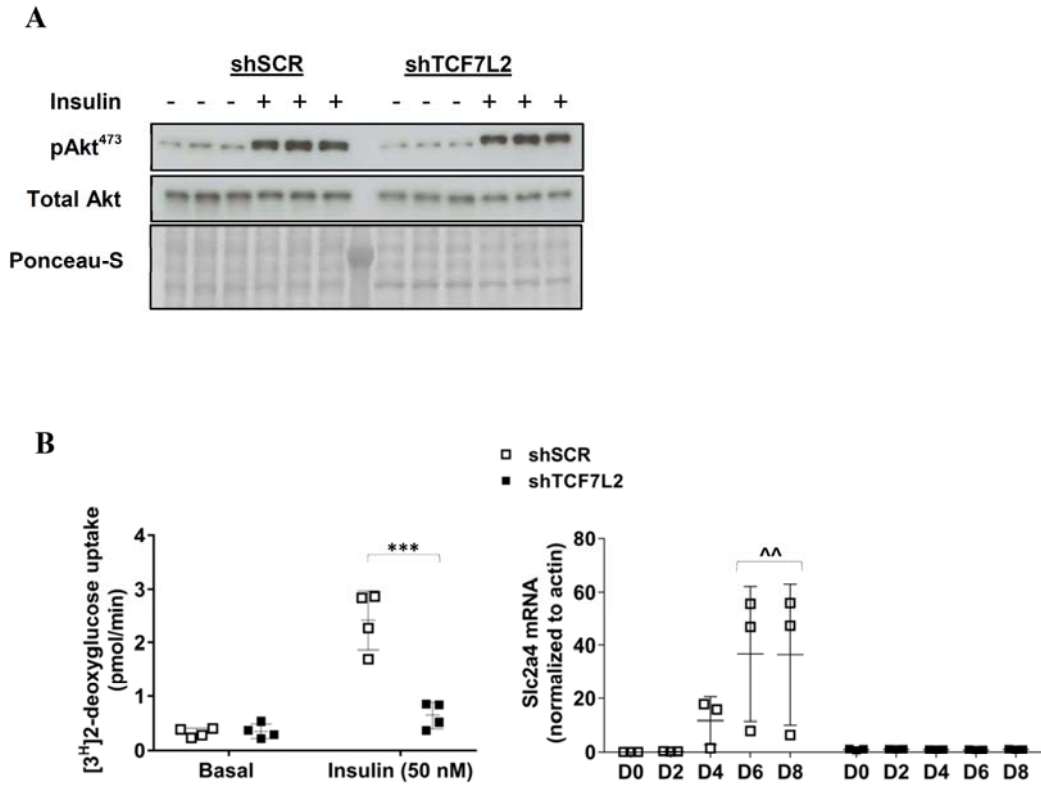 A
shSCR shTCF7L2
Insulin - - - + + + - - - + + +
pAkt473
Total Akt
Ponceau-S
B
shSCR
shTCF7L2
[3H]2-deoxyglucose uptake
(pmol/min)
4
3
2
1
0
***
Basal Insulin (50 nM)
Slc2a4 mRNA
(normalized to actin)
80
60
40
20
0
^^
D0 D2 D4 D6 D8 D0 D2 D4 D6 D8